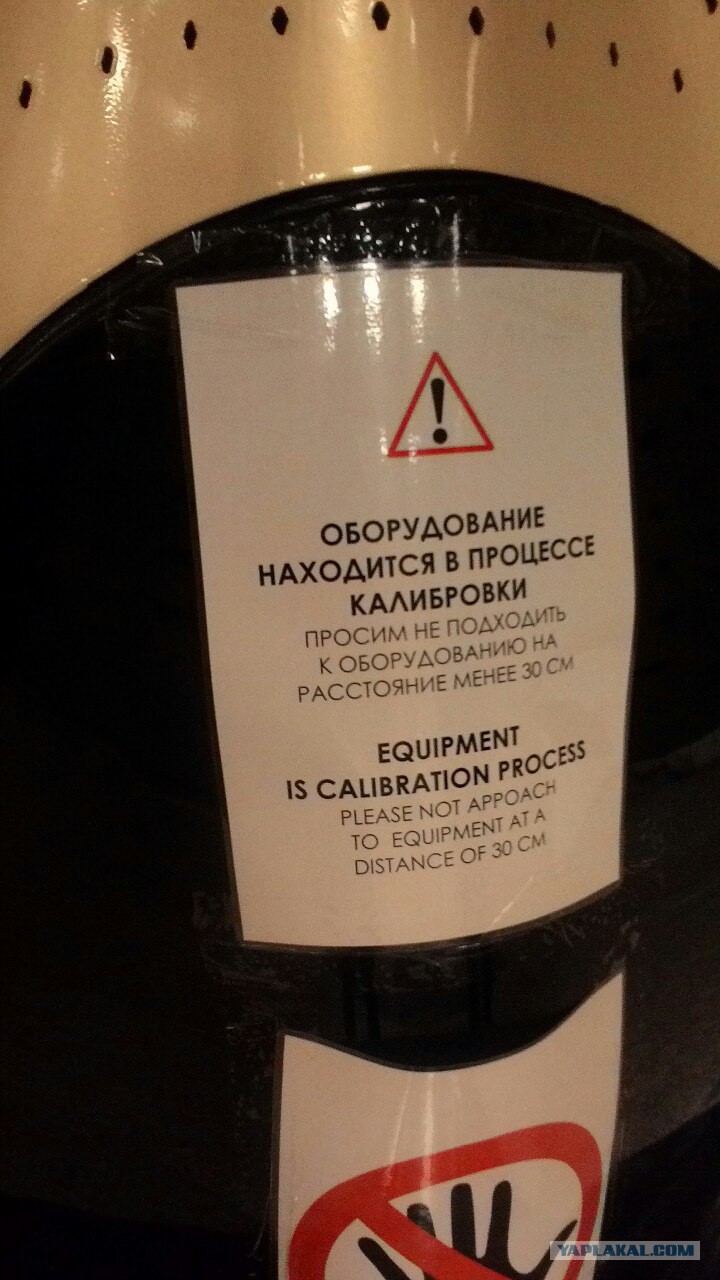 ОБОРУДОВАНИЕ
НАХОДИТСЯ В ПРОЦЕССЕ
КАЛИБРОВКИ
ПРОСИМ НЕ ПОДХОДИТЬ
К ОБОРУДОВАНИЮ НА
РАССТОЯНИЕ МЕНЕЕ 30 СМ
EQUIPMENT
IS CALIBRATION PROCESS
PLEASE NOT APPOACH
TO EQUIPMENT AT A
DISTANCE OF 30 CM
YAPLAKAL.COM